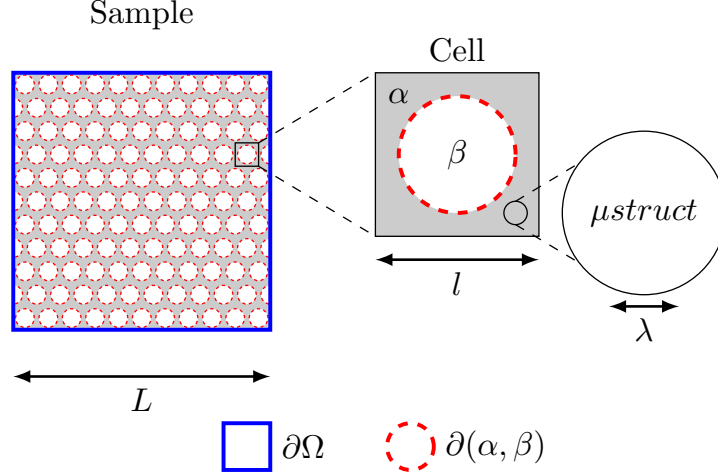 Sample
Cell
α
β
μstruct
l
λ
L
∂Ω
∂(α, β)